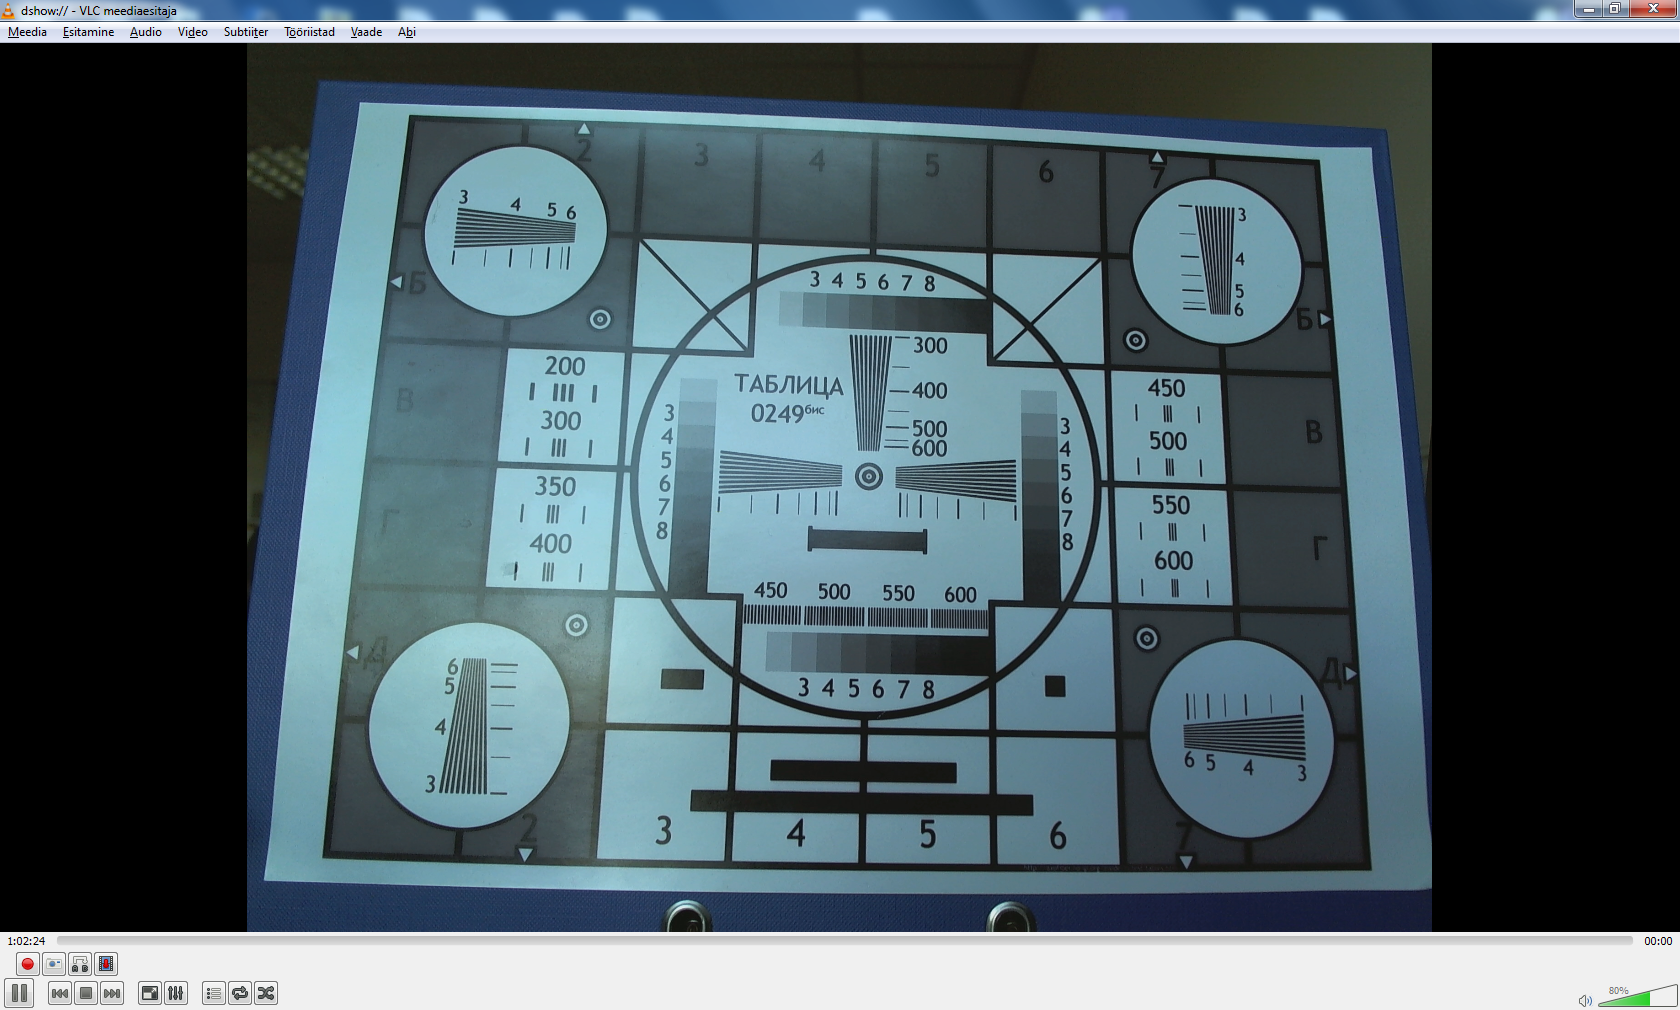 dshow:// - VLC meediaesitaja
Meedia Esitamine Audio Video Subtiiter Tööriistad Vaade Abi
2 3 4 5 6 7
3 4 5 6
3
4
5
6
Б
Б
3 4 5 6 7 8
300
400
500
600
ТАБЛИЦА
0249бис
200
300
350
400
450
500
550
600
В
В
Г
Г
3
4
5
6
7
8
3
4
5
6
7
8
450 500 550 600
3 4 5 6 7 8
Д
Д
6
5
4
3
6 5 4 3
2 3 4 5 6 7
1:02:24
00:00
80%